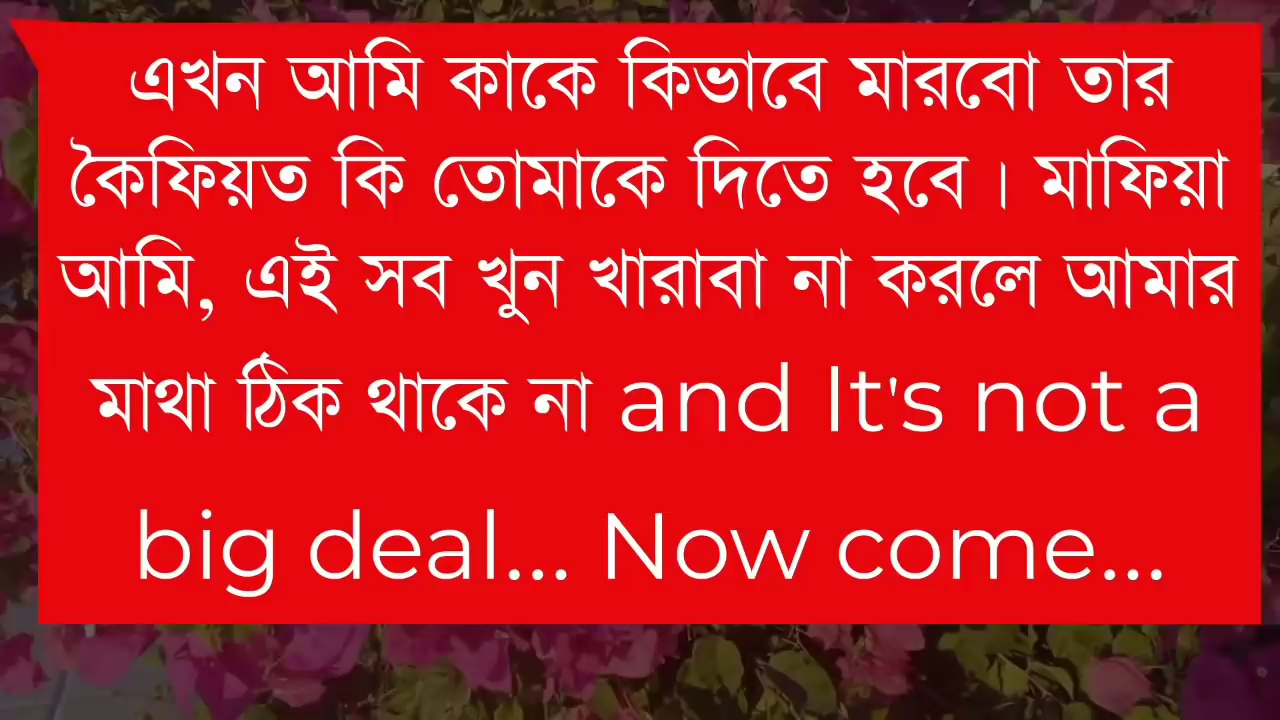 এখন আমি কাকে কিভাবে মারবো তার
কৈফিয়ত কি তোমাকে দিতে হবে। মাফিয়া
আমি, এই সব খুন খারাবা না করলে আমার
মাথা ঠিক থাকে না and It's not a
big deal... Now come...